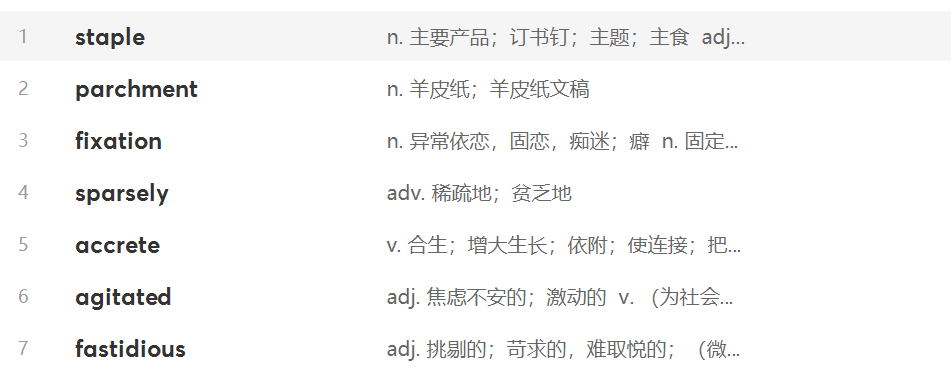 1 staple n. 主要产品；订书钉；主题；主食 adj...
2 parchment n. 羊皮纸；羊皮纸文稿
3 fixation n. 异常依恋，固恋，痴迷；癖 n. 固定...
4 sparsely adv. 稀疏地；贫乏地
5 accrete v. 合生；增大生长；依附；使连接；把...
6 agitated adj. 焦虑不安的；激动的 v. （为社会...
7 fastidious adj. 挑剔的；苛求的，难取悦的；（微...